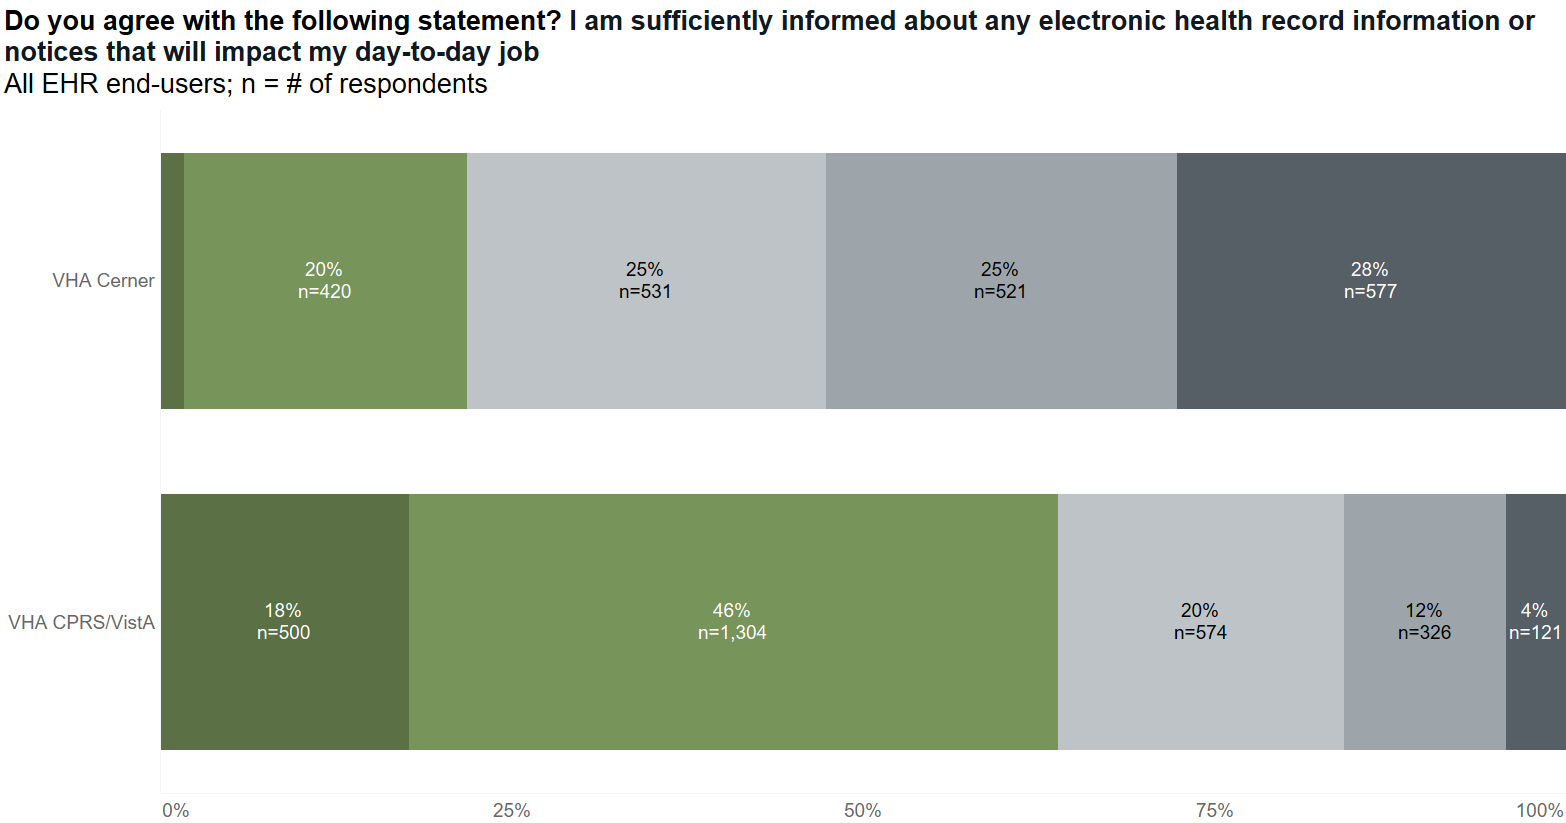 Do you agree with the following statement? I am sufficiently informed about any electronic health record information or
notices that will impact my day-to-day job
All EHR end-users; n = # of respondents
VHA Cerner
20%
n=420
25%
n=531
25%
n=521
28%
n=577
VHA CPRS/VistA
18%
n=500
46%
n=1,304
20%
n=574
12%
n=326
4%
n=121
0%
25%
50%
75%
100%